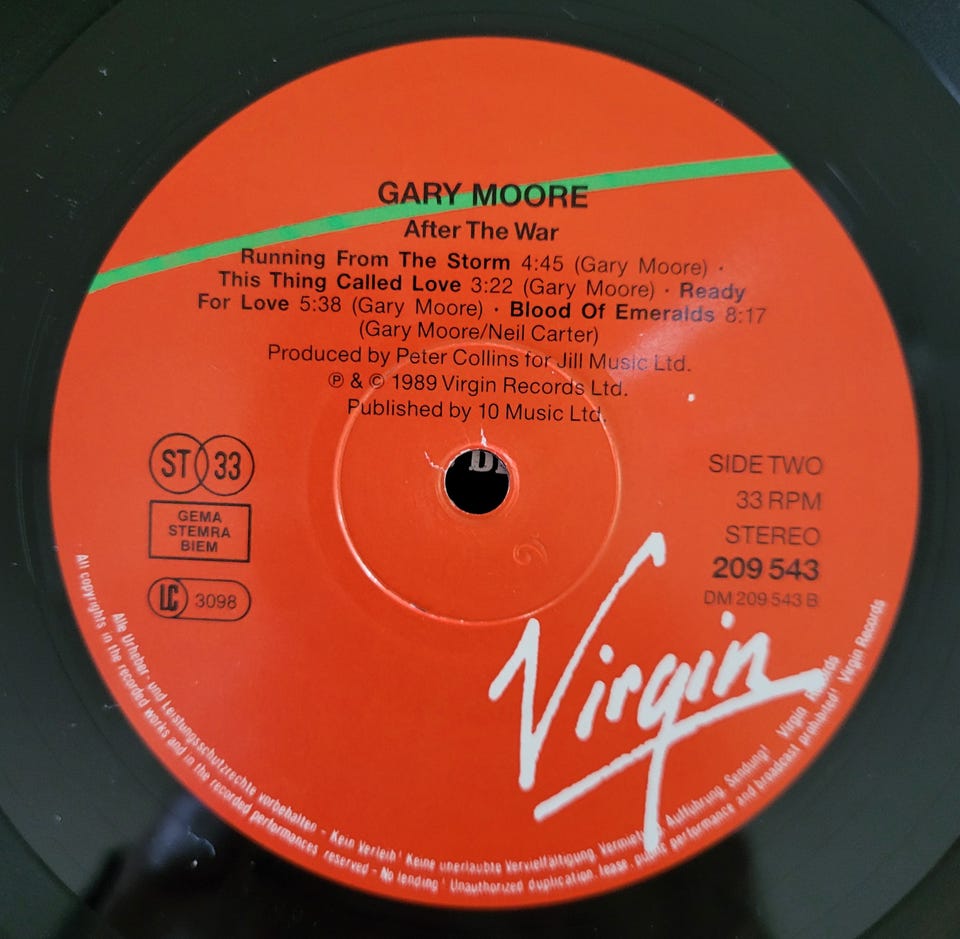 GARY MOORE
After The War
Running From The Storm 4:45 (Gary Moore) ·
This Thing Called Love 3:22 (Gary Moore) · Ready
For Love 5:38 (Gary Moore) · Blood Of Emeralds 8:17
(Gary Moore/Neil Carter)
Produced by Peter Collins for Jill Music Ltd.
℗ & © 1989 Virgin Records Ltd.
Published by 10 Music Ltd.
ST 33
GEMA
STEMRA
BIEM
LC 3098
SIDE TWO
33 RPM
STEREO
209 543
DM 209 543 B
Virgin
Alle Urheber- und Leistungsschutzrechte vorbehalten - Kein Verleih! Keine unerlaubte Vervielfältigung, Vermietung, Aufführung, Sendung! Virgin Records
All copyrights in the recorded works and in the recorded performances reserved - No lending! Unauthorized duplication, lease, public performance and broadcast prohibited! Virgin Records